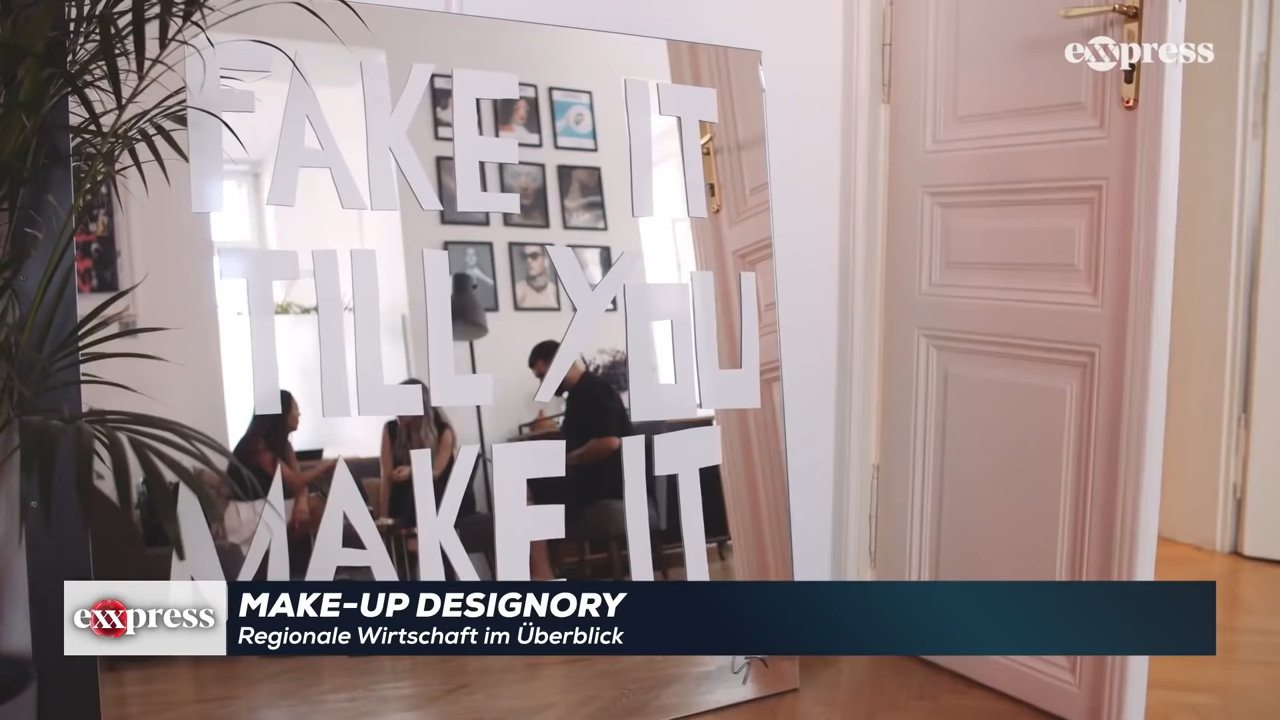 exxpress
FAKE IT
TILL YOU
MAKE IT
exxpress
MAKE-UP DESIGNORY
Regionale Wirtschaft im Überblick